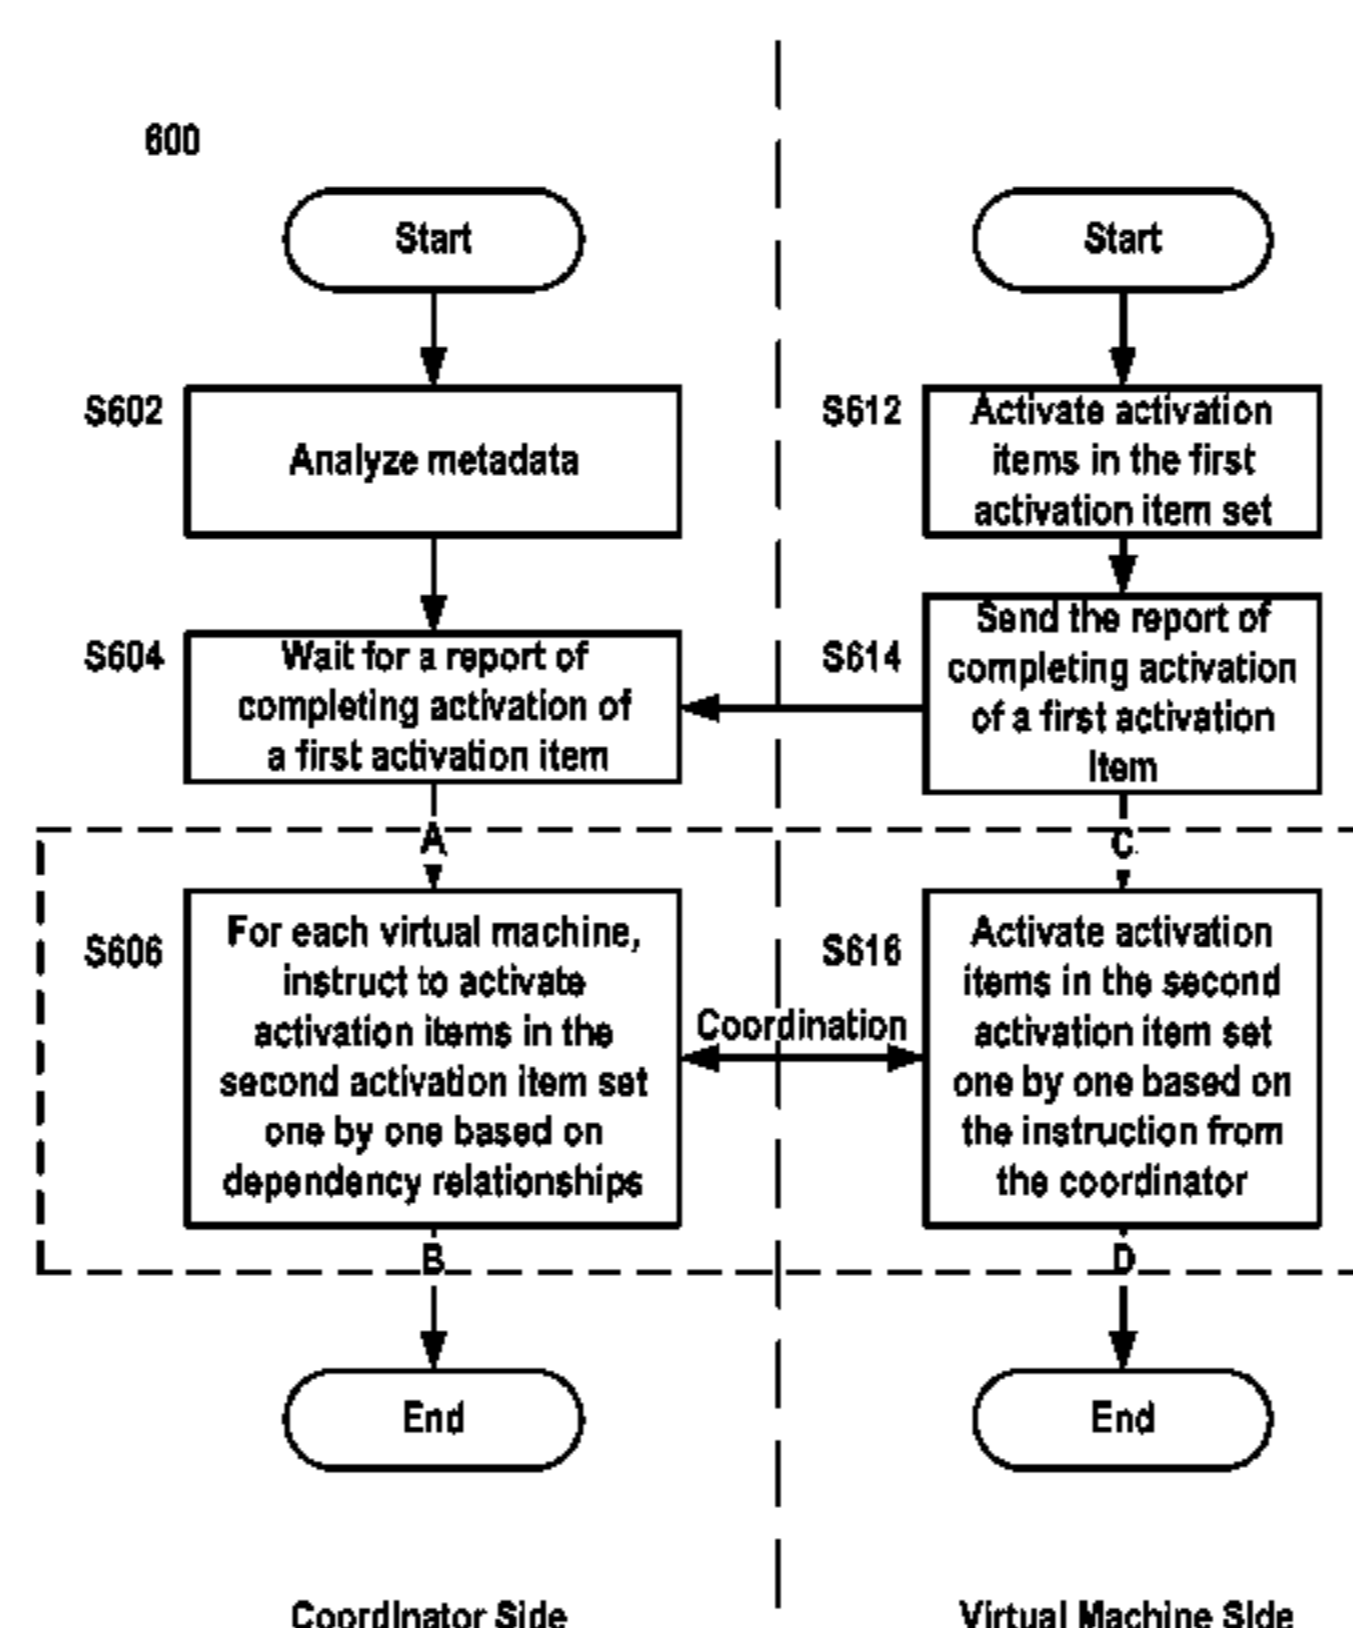 600
Start
S602
Analyze metadata
S604
Wait for a report of
completing activation of
a first activation item
A
S606
For each virtual machine,
instruct to activate
activation items in the
second activation item set
one by one based on
dependency relationships
B
End
Coordinator Side
Coordination
Start
S612
Activate activation
items in the first
activation item set
S614
Send the report of
completing activation
of a first activation
Item
C
S616
Activate activation
items in the second
activation item set
one by one based on
the instruction from
the coordinator
D
End
Virtual Machine Side